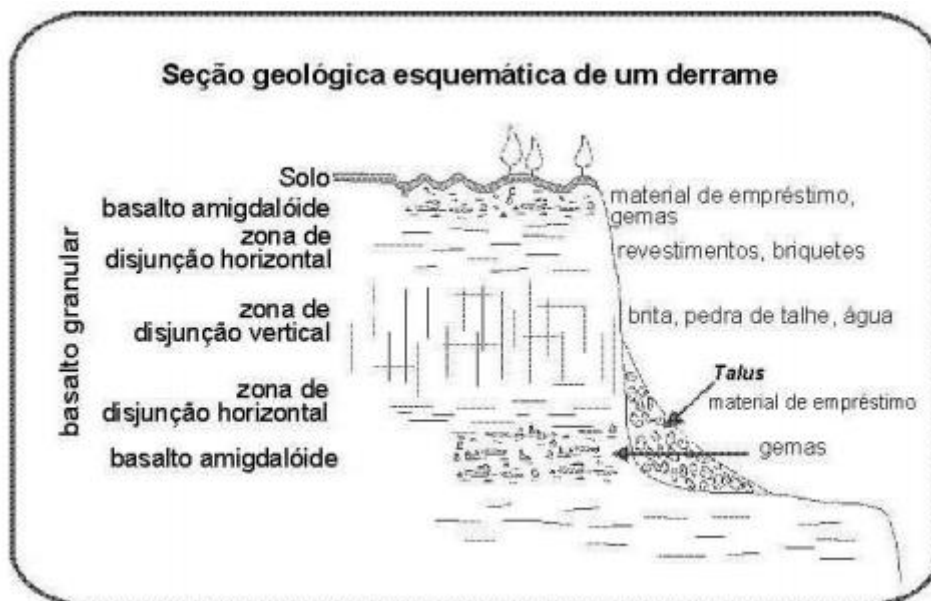 Seção geológica esquemática de um derrame
Solo
basalto amigdalóide
zona de
disjunção horizontal
zona de
disjunção vertical
zona de
disjunção horizontal
basalto amigdalóide
basalto granular
material de empréstimo,
gemas
revestimentos, briquetes
brita, pedra de talhe, água
Talus
material de empréstimo
gemas